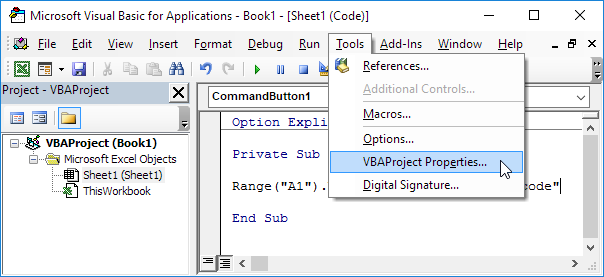 Microsoft Visual Basic for Applications - Book1 - [Sheet1 (Code)]
File Edit View Insert Format Debug Run Tools Add-Ins Window Help
Project - VBAProject
VBAProject (Book1)
Microsoft Excel Objects
Sheet1 (Sheet1)
ThisWorkbook
CommandButton1
Option Expli
Private Sub
Range("A1"). code"
End Sub
References...
Additional Controls...
Macros...
Options...
VBAProject Properties...
Digital Signature...